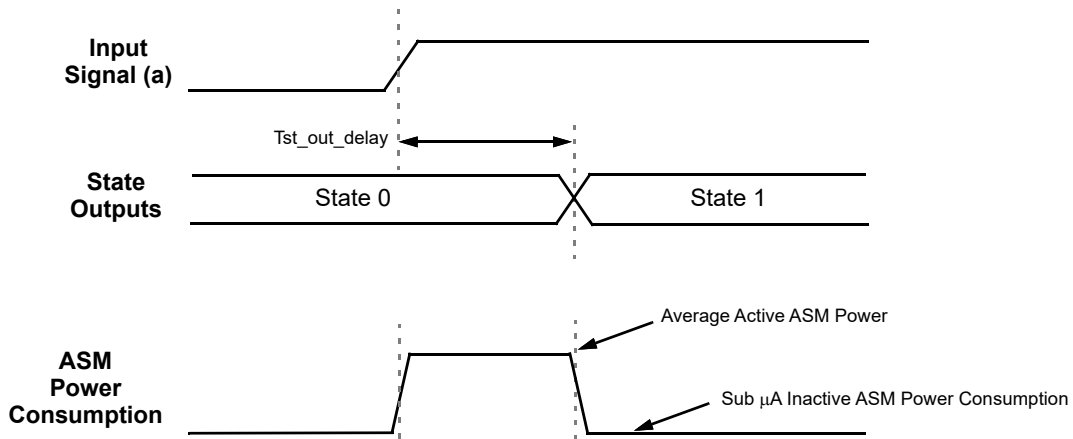 Input
Signal (a)
Tst_out_delay
State
Outputs
State 0
State 1
Average Active ASM Power
ASM
Power
Consumption
Sub μA Inactive ASM Power Consumption